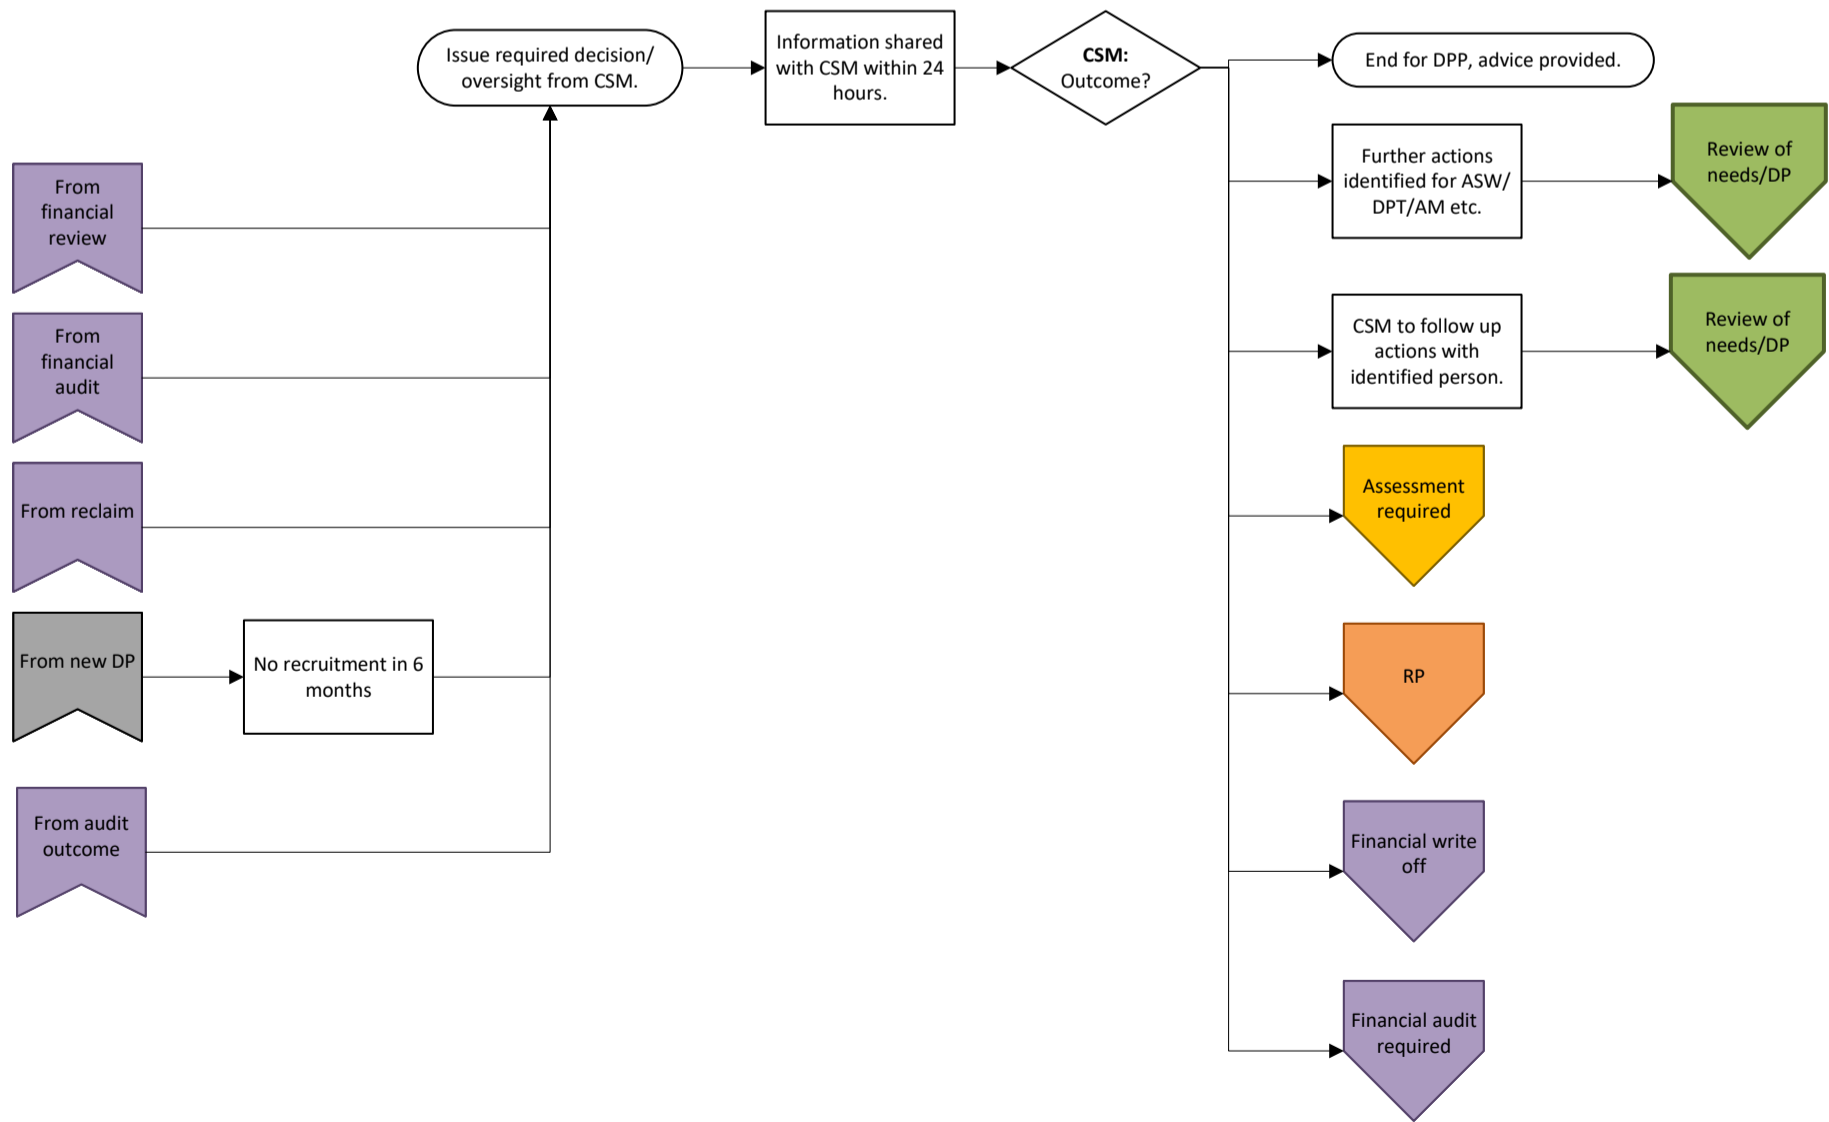 Issue required decision/
oversight from CSM.
Information shared
with CSM within 24
hours.
CSM:
Outcome?
End for DPP, advice provided.
Further actions
identified for ASW/
DPT/AM etc.
Review of
needs/DP
From
financial
review
CSM to follow up
actions with
identified person.
Review of
needs/DP
From
financial
audit
Assessment
required
From reclaim
From new DP
No recruitment in 6
months
RP
From audit
outcome
Financial write
off
Financial audit
required